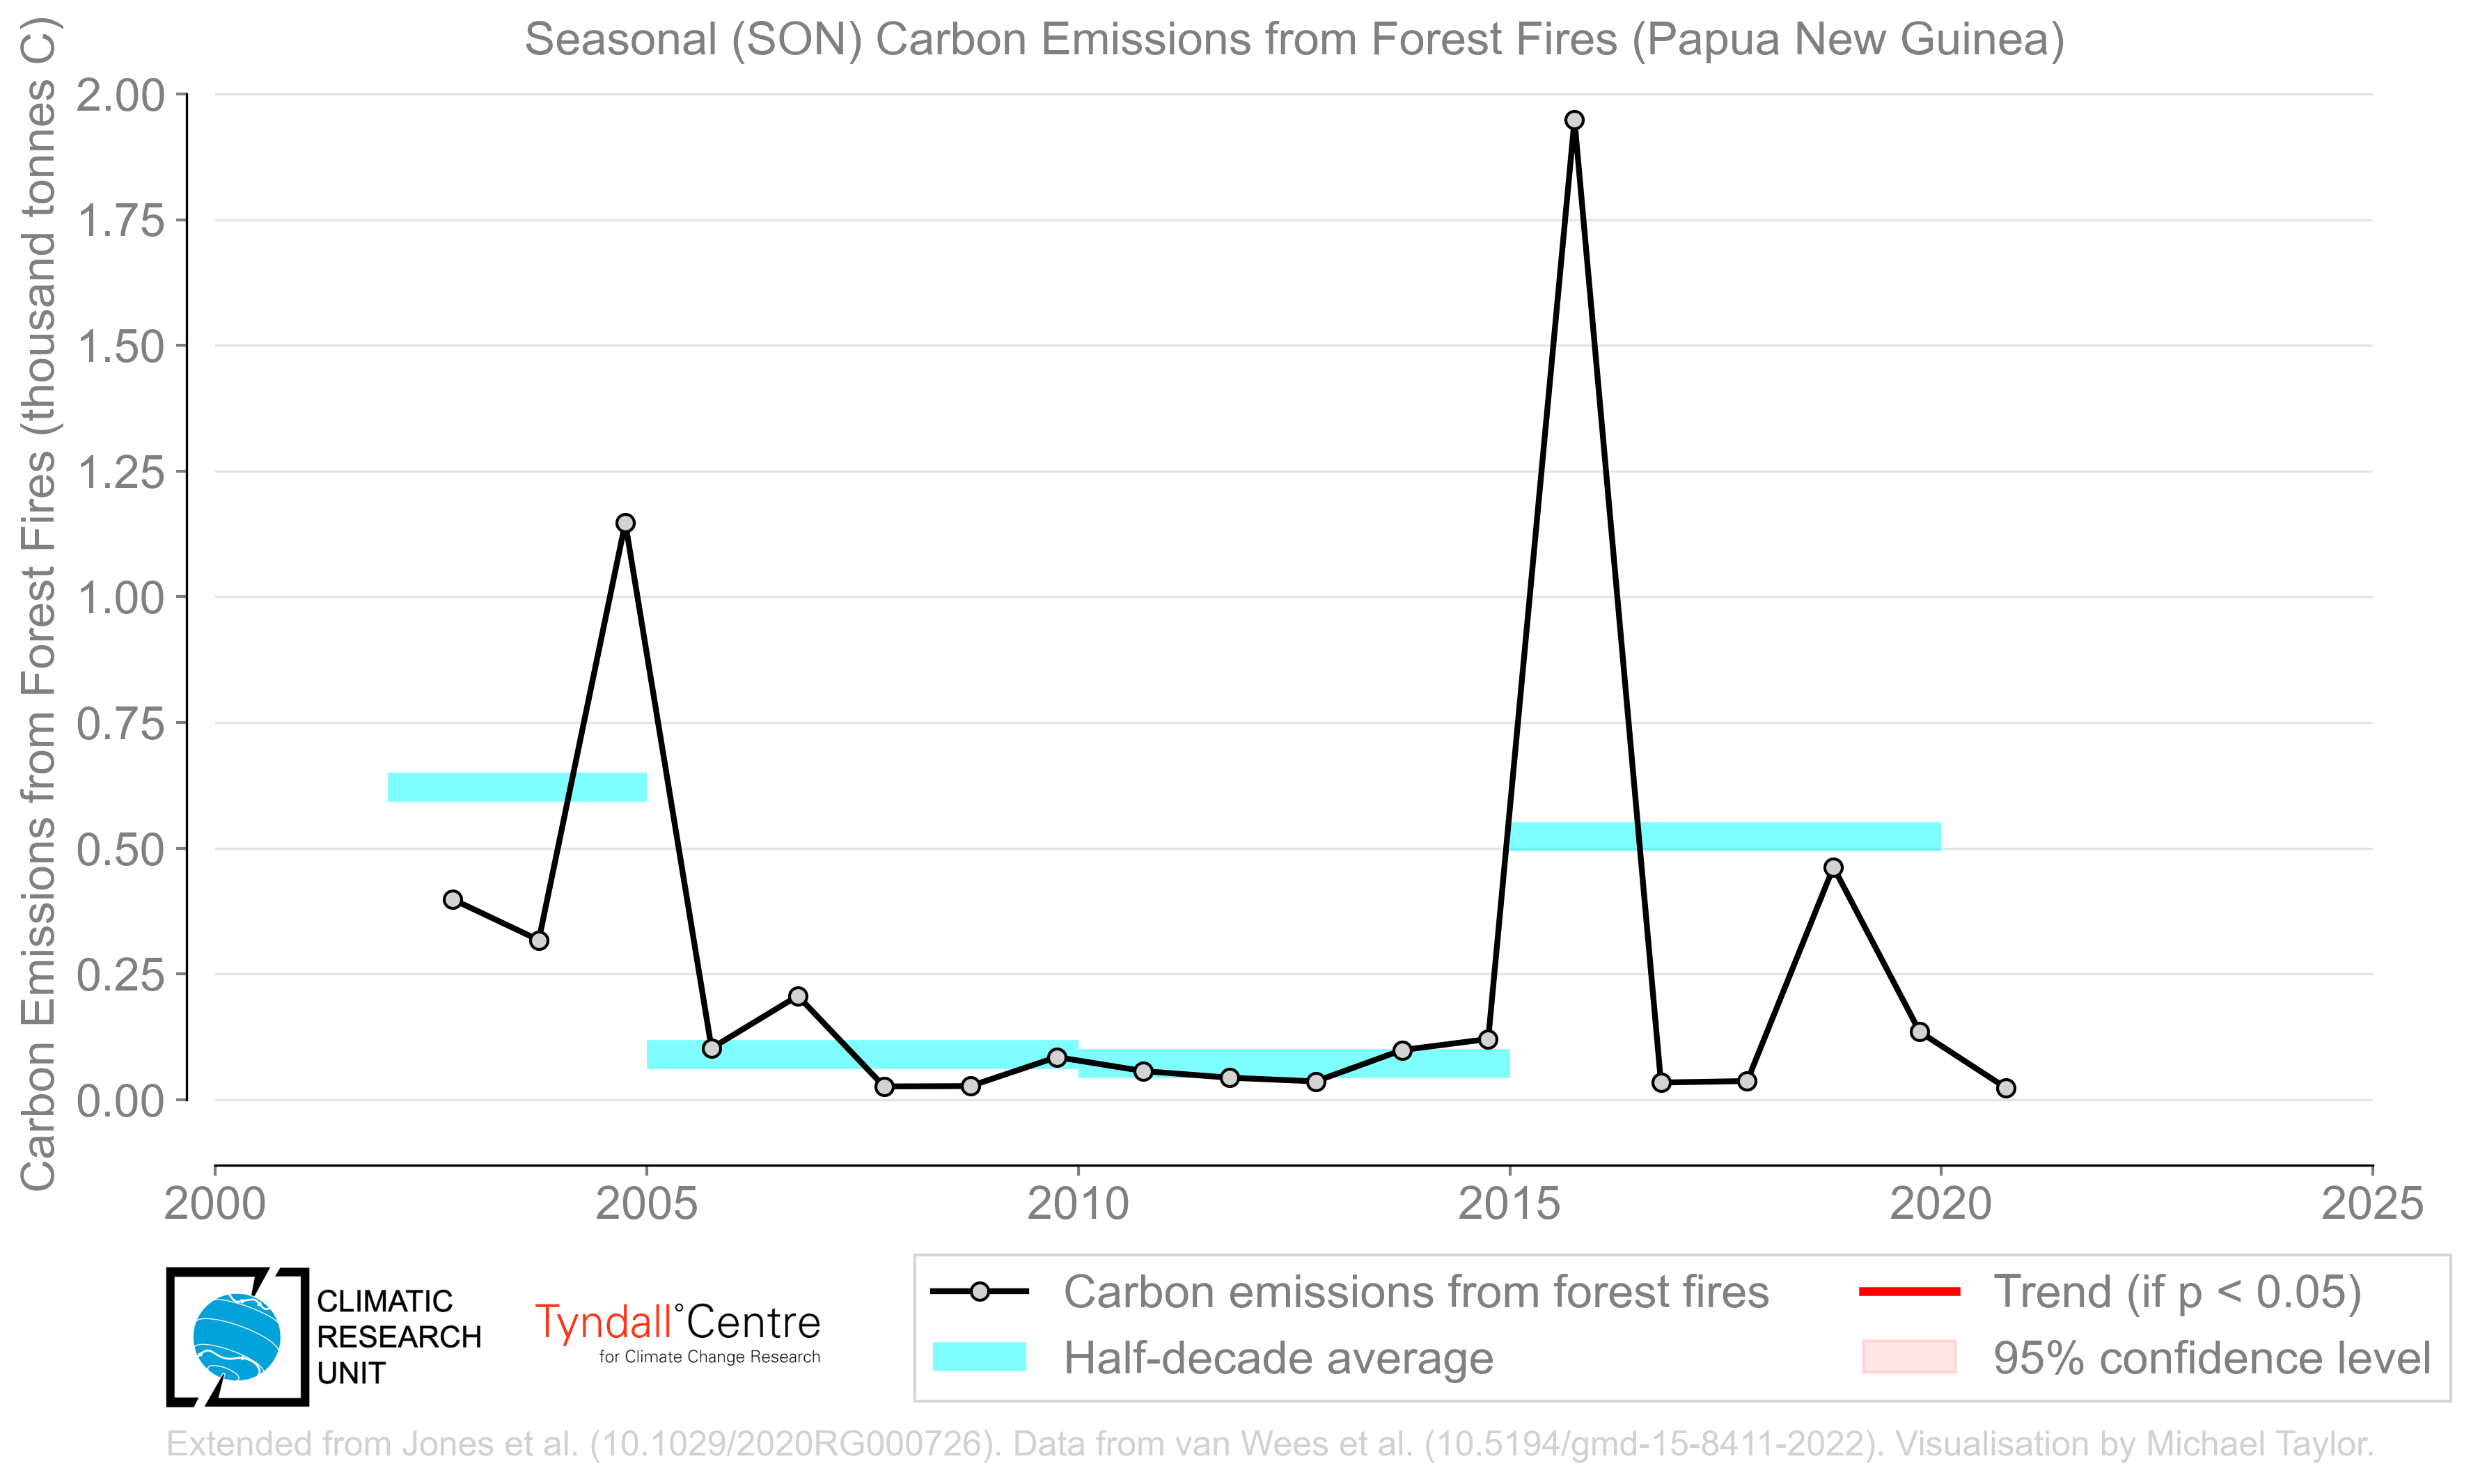 Seasonal (SON) Carbon Emissions from Forest Fires (Papua New Guinea)
Carbon Emissions from Forest Fires (thousand tonnes C)
2.00
1.75
1.50
1.25
1.00
0.75
0.50
0.25
0.00
2000 2005 2010 2015 2020 2025
CLIMATIC
RESEARCH
UNIT
Tyndall°Centre
for Climate Change Research
Carbon emissions from forest fires
Half-decade average
Trend (if p < 0.05)
95% confidence level
Extended from Jones et al. (10.1029/2020RG000726). Data from van Wees et al. (10.5194/gmd-15-8411-2022). Visualisation by Michael Taylor.